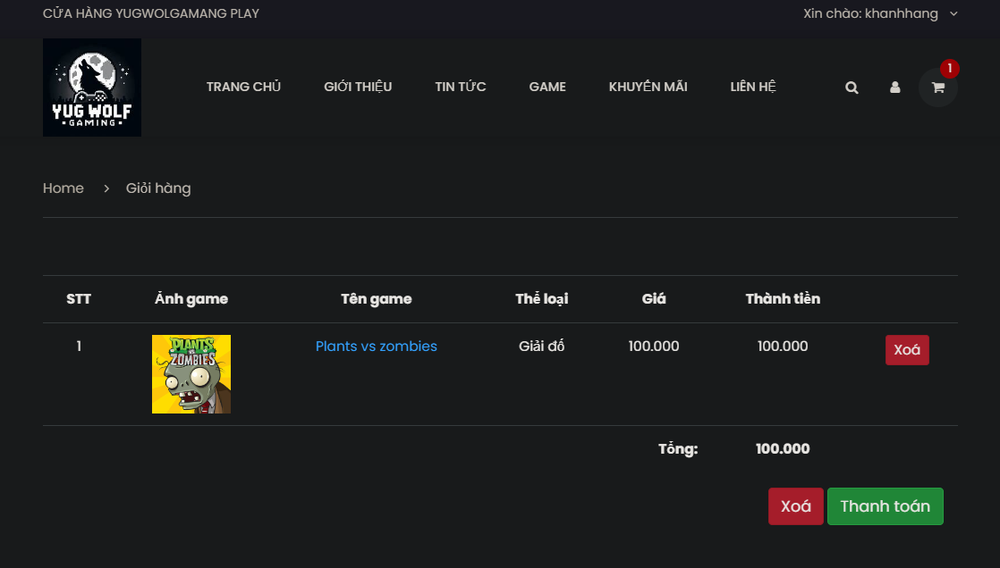 CỬA HÀNG YUGWOLGAMANG PLAY
Xin chào: khanhhang
YUG WOLF
GAMING
TRANG CHỦ GIỚI THIỆU TIN TỨC GAME KHUYẾN MÃI LIÊN HỆ
1
Home > Giỏi hàng
STT Ảnh game Tên game Thể loại Giá Thành tiền
1 Plants vs zombies Giải đố 100.000 100.000 Xoá
PLANTS
VS
ZOMBIES
Tổng: 100.000
Xoá Thanh toán